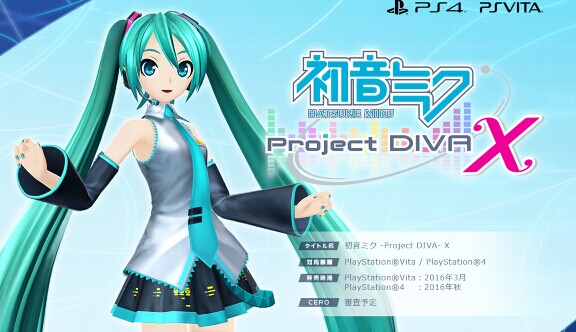 PS4 PSVITA
初音ミク
HATSUNE MIKU
Project DIVA X
タイトル名 初音ミク -Project DIVA- X
対応機種 PlayStation®Vita / PlayStation®4
発売時期 PlayStation®Vita：2016年3月
PlayStation®4 ：2016年秋
CERO 審査予定